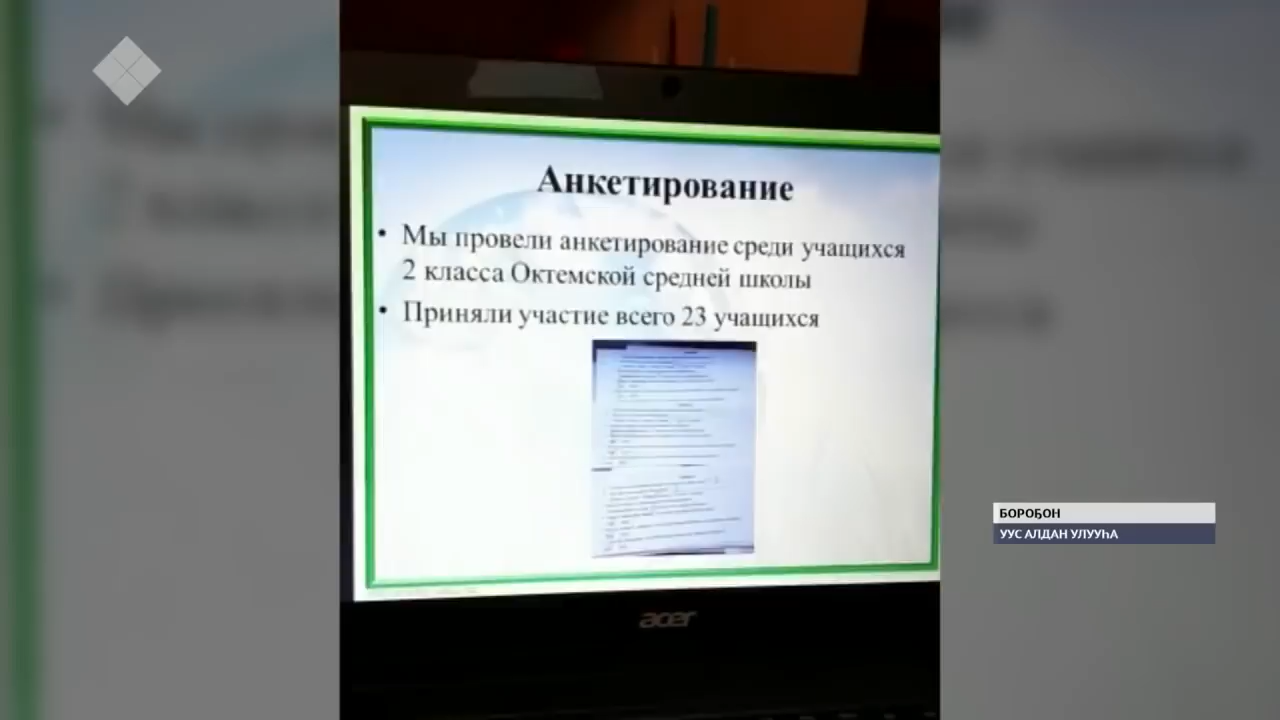 Анкетирование
• Мы провели анкетирование среди учащихся
2 класса Октемской средней школы
• Приняли участие всего 23 учащихся
acer
БОРОҔОН
УУС АЛДАН УЛУУҺА